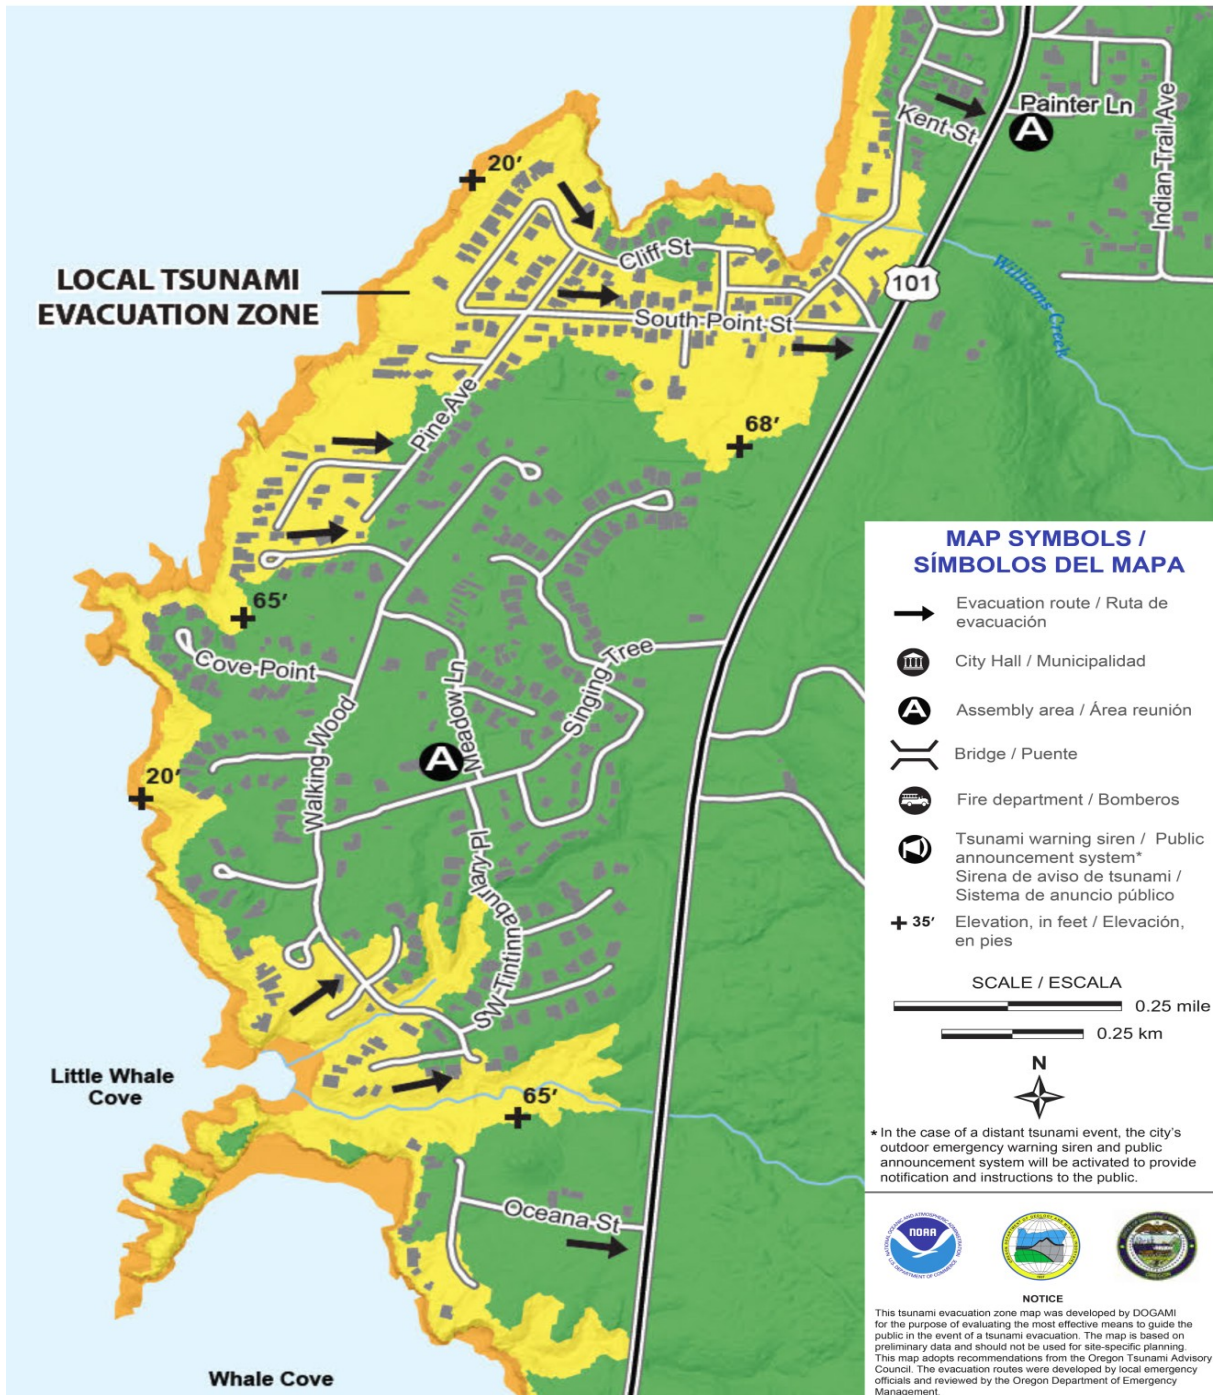 Painter Ln
Kent St
Indian Trail Ave
20'
Cliff St
LOCAL TSUNAMI
EVACUATION ZONE
101
Williams Creek
South Point St
Pine Ave
68'
65'
Cove Point
Meadow Ln
Singing Tree
Walking Wood
20'
SW Tintinnabulary Pl
Little Whale
Cove
65'
Oceana St
Whale Cove
MAP SYMBOLS /
SÍMBOLOS DEL MAPA
Evacuation route / Ruta de
evacuación
City Hall / Municipalidad
A
Assembly area / Área reunión
Bridge / Puente
Fire department / Bomberos
Tsunami warning siren / Public
announcement system*
Sirena de aviso de tsunami /
Sistema de anuncio público
35'
Elevation, in feet / Elevación,
en pies
SCALE / ESCALA
0.25 mile
0.25 km
N
* In the case of a distant tsunami event, the city's
outdoor emergency warning siren and public
announcement system will be activated to provide
notification and instructions to the public.
NATIONAL OCEANIC AND ATMOSPHERIC ADMINISTRATION
NOAA
U.S. DEPARTMENT OF COMMERCE
OREGON
NOTICE
This tsunami evacuation zone map was developed by DOGAMI
for the purpose of evaluating the most effective means to guide the
public in the event of a tsunami evacuation. The map is based on
preliminary data and should not be used for site-specific planning.
This map adopts recommendations from the Oregon Tsunami Advisory
Council. The evacuation routes were developed by local emergency
officials and reviewed by the Oregon Department of Emergency
Management.
A
A